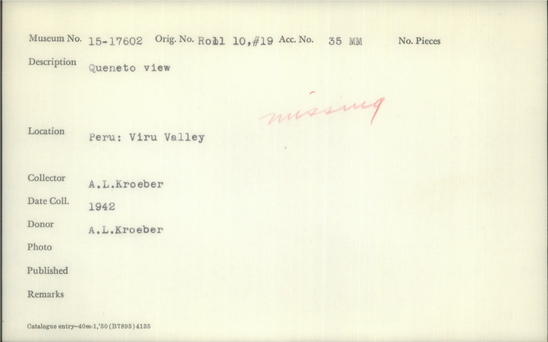 Museum No. 15-17602 Orig. No. Roll 10,#19 Acc. No. 35 MM No. Pieces
Description Queneto view
missing
Location Peru: Viru Valley
Collector A.L.Kroeber
Date Coll. 1942
Donor A.L.Kroeber
Photo
Published
Remarks
Catalogue entry-40m-1,'50(B7895)4135